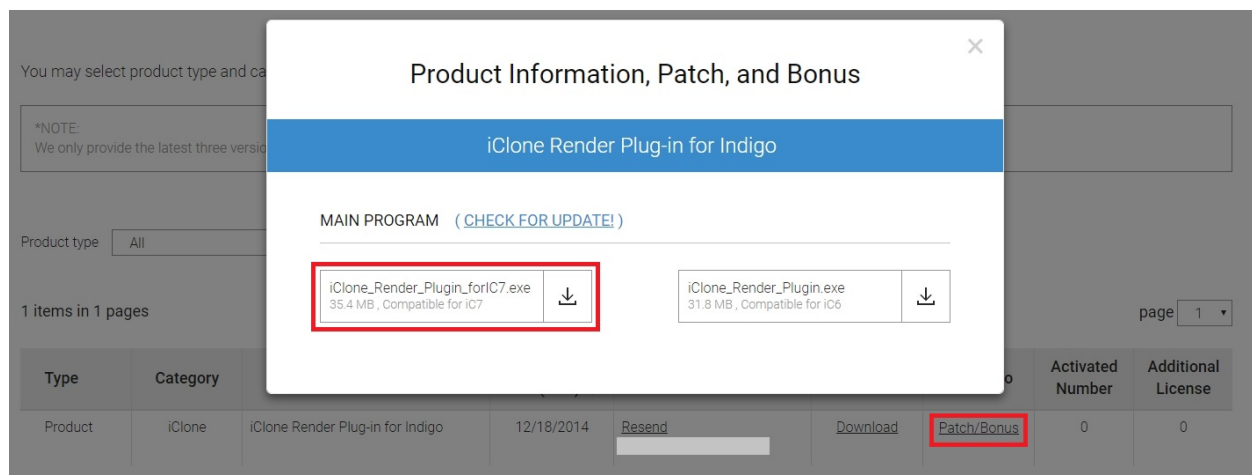 ×
Product Information, Patch, and Bonus
iClone Render Plug-in for Indigo
You may select product type and ca
*NOTE:
We only provide the latest three versio
MAIN PROGRAM ( CHECK FOR UPDATE! )
Product type All
iClone_Render_Plugin_forIC7.exe
35.4 MB , Compatible for iC7
iClone_Render_Plugin.exe
31.8 MB , Compatible for iC6
1 items in 1 pages
page 1
Type Category o Activated Number Additional License
Product iClone iClone Render Plug-in for Indigo 12/18/2014 Resend Download Patch/Bonus 0 0